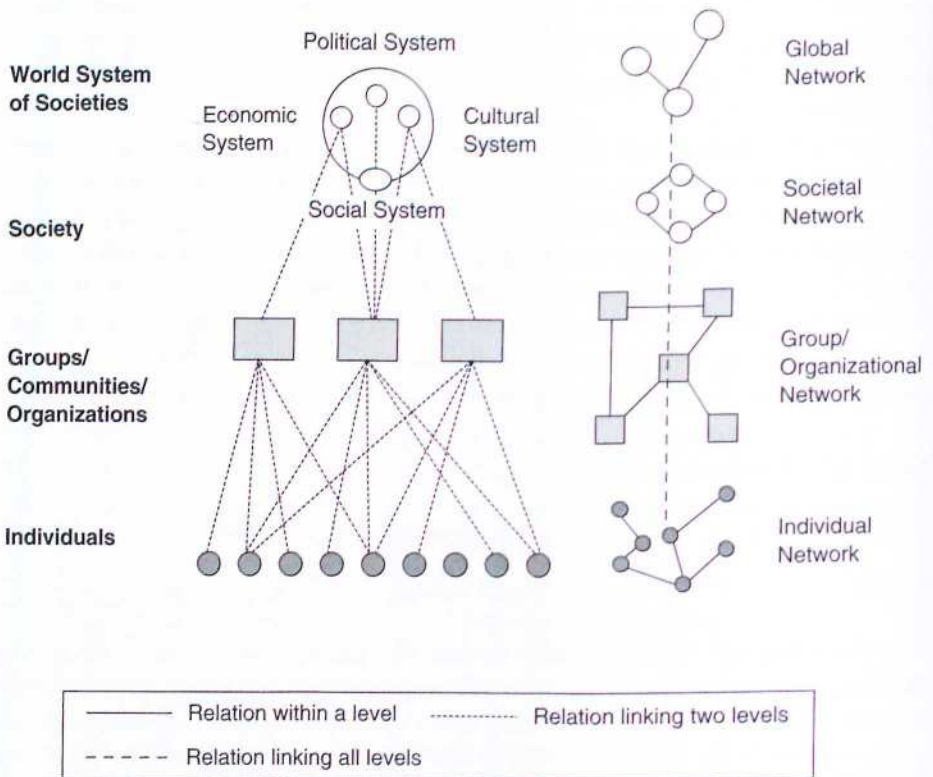 World System
of Societies
Political System
Economic
System
Cultural
System
Social System
Global
Network
Society
Societal
Network
Groups/
Communities/
Organizations
Group/
Organizational
Network
Individuals
Individual
Network
Relation within a level
Relation linking two levels
Relation linking all levels